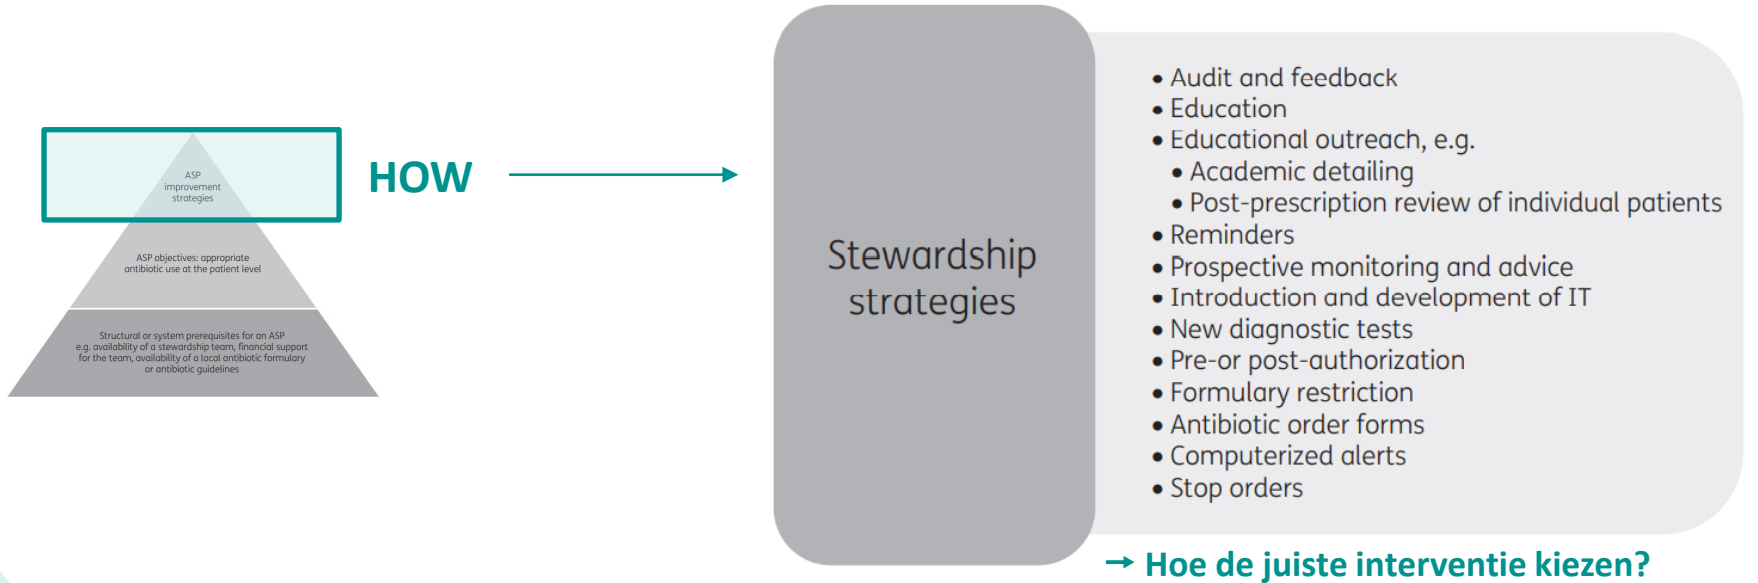 ASP
improvement
strategies
ASP objectives: appropriate
antibiotic use at the patient level
Structural or system prerequisites for an ASP
e.g. availability of a stewardship team, financial support
for the team, availability of a local antibiotic formulary
or antibiotic guidelines
HOW
Stewardship
strategies
• Audit and feedback
• Education
• Educational outreach, e.g.
• Academic detailing
• Post-prescription review of individual patients
• Reminders
• Prospective monitoring and advice
• Introduction and development of IT
• New diagnostic tests
• Pre-or post-authorization
• Formulary restriction
• Antibiotic order forms
• Computerized alerts
• Stop orders
→ Hoe de juiste interventie kiezen?